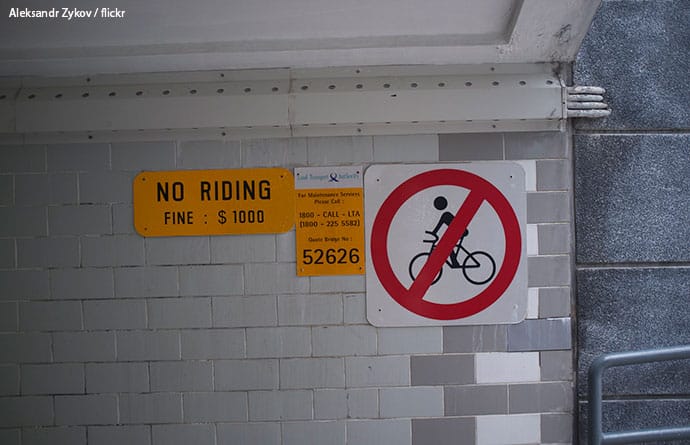 Aleksandr Zykov / flickr
NO RIDING
FINE : $ 1000
Land Transport Authority
For Maintenance Services
Please Call :
1800 - CALL - LTA
(1800 - 225 5582)
Quote Bridge No :
52626